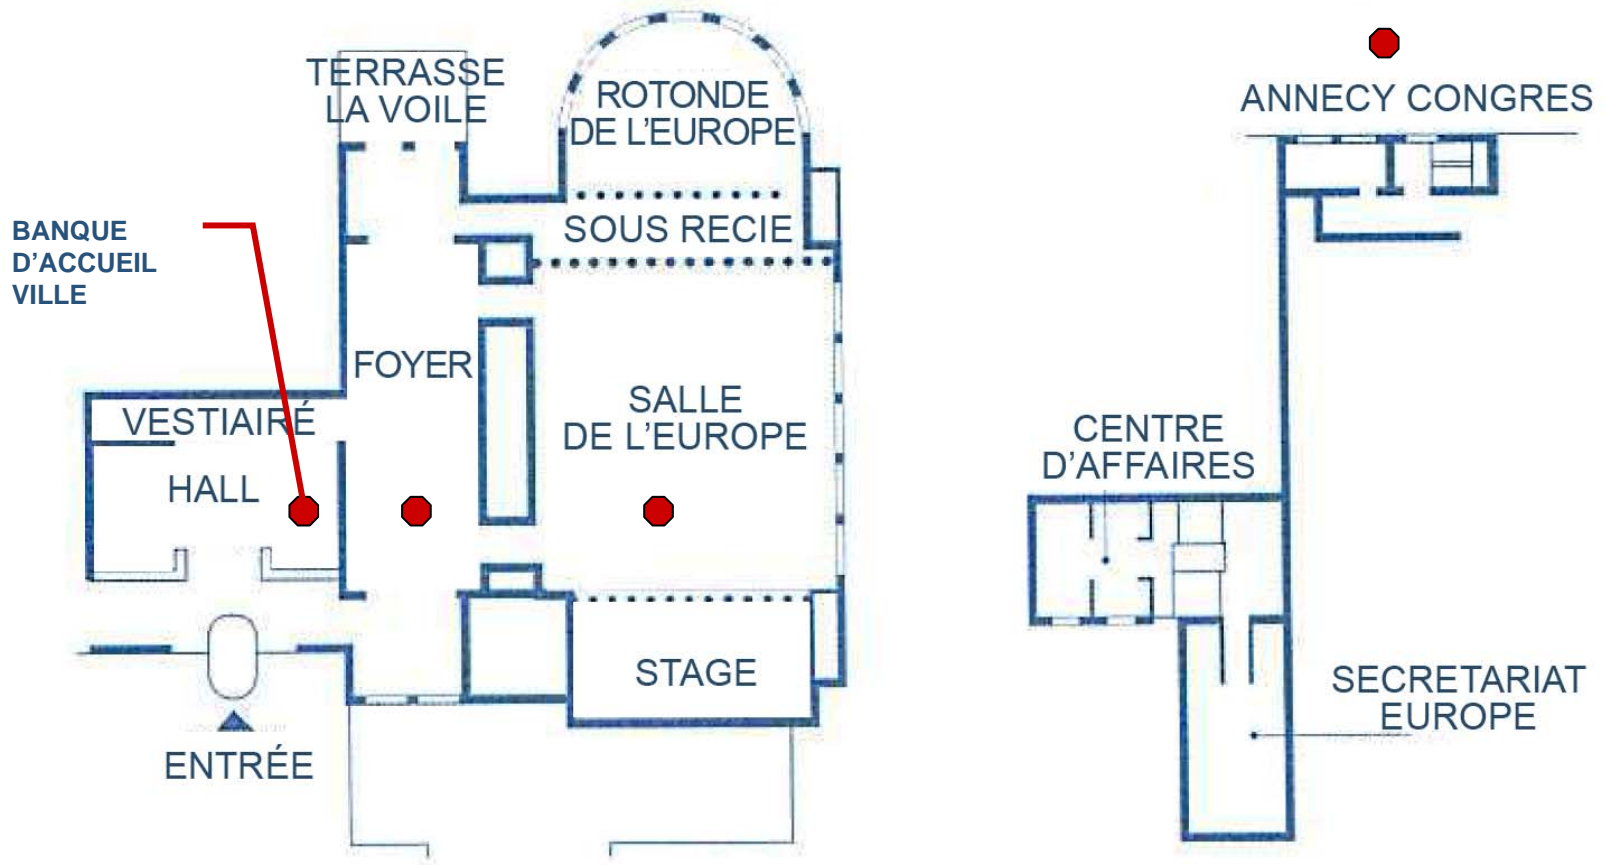 TERRASSE
LA VOILE
ROTONDE
DE L'EUROPE
ANNECY CONGRES
BANQUE
D'ACCUEIL
VILLE
SOUS RECIE
FOYER
VESTIAIRÉ
SALLE
DE L'EUROPE
HALL
CENTRE
D'AFFAIRES
STAGE
SECRETARIAT
EUROPE
ENTRÉE